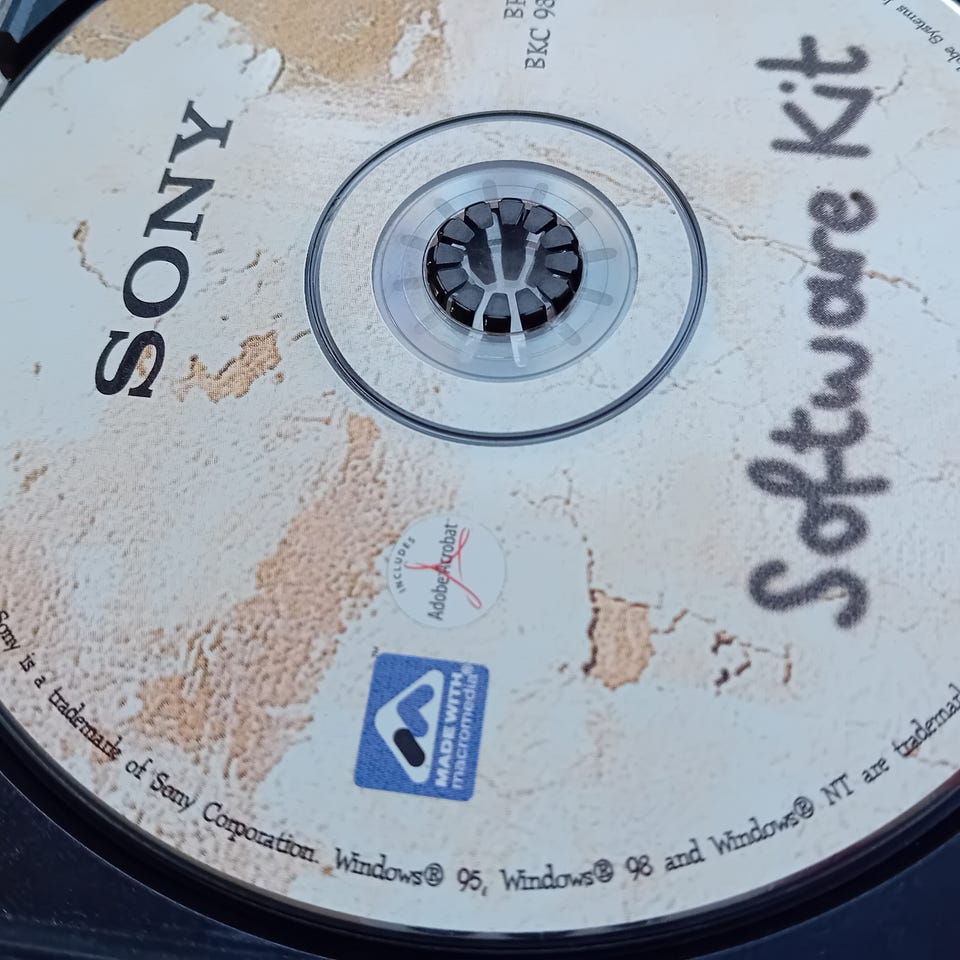 SONY
BKC 98
Software Kit
INCLUDES
Adobe Acrobat
MADE WITH
macromedia®
Sony is a trademark of Sony Corporation. Windows® 95, Windows® 98 and Windows® NT are
Systems